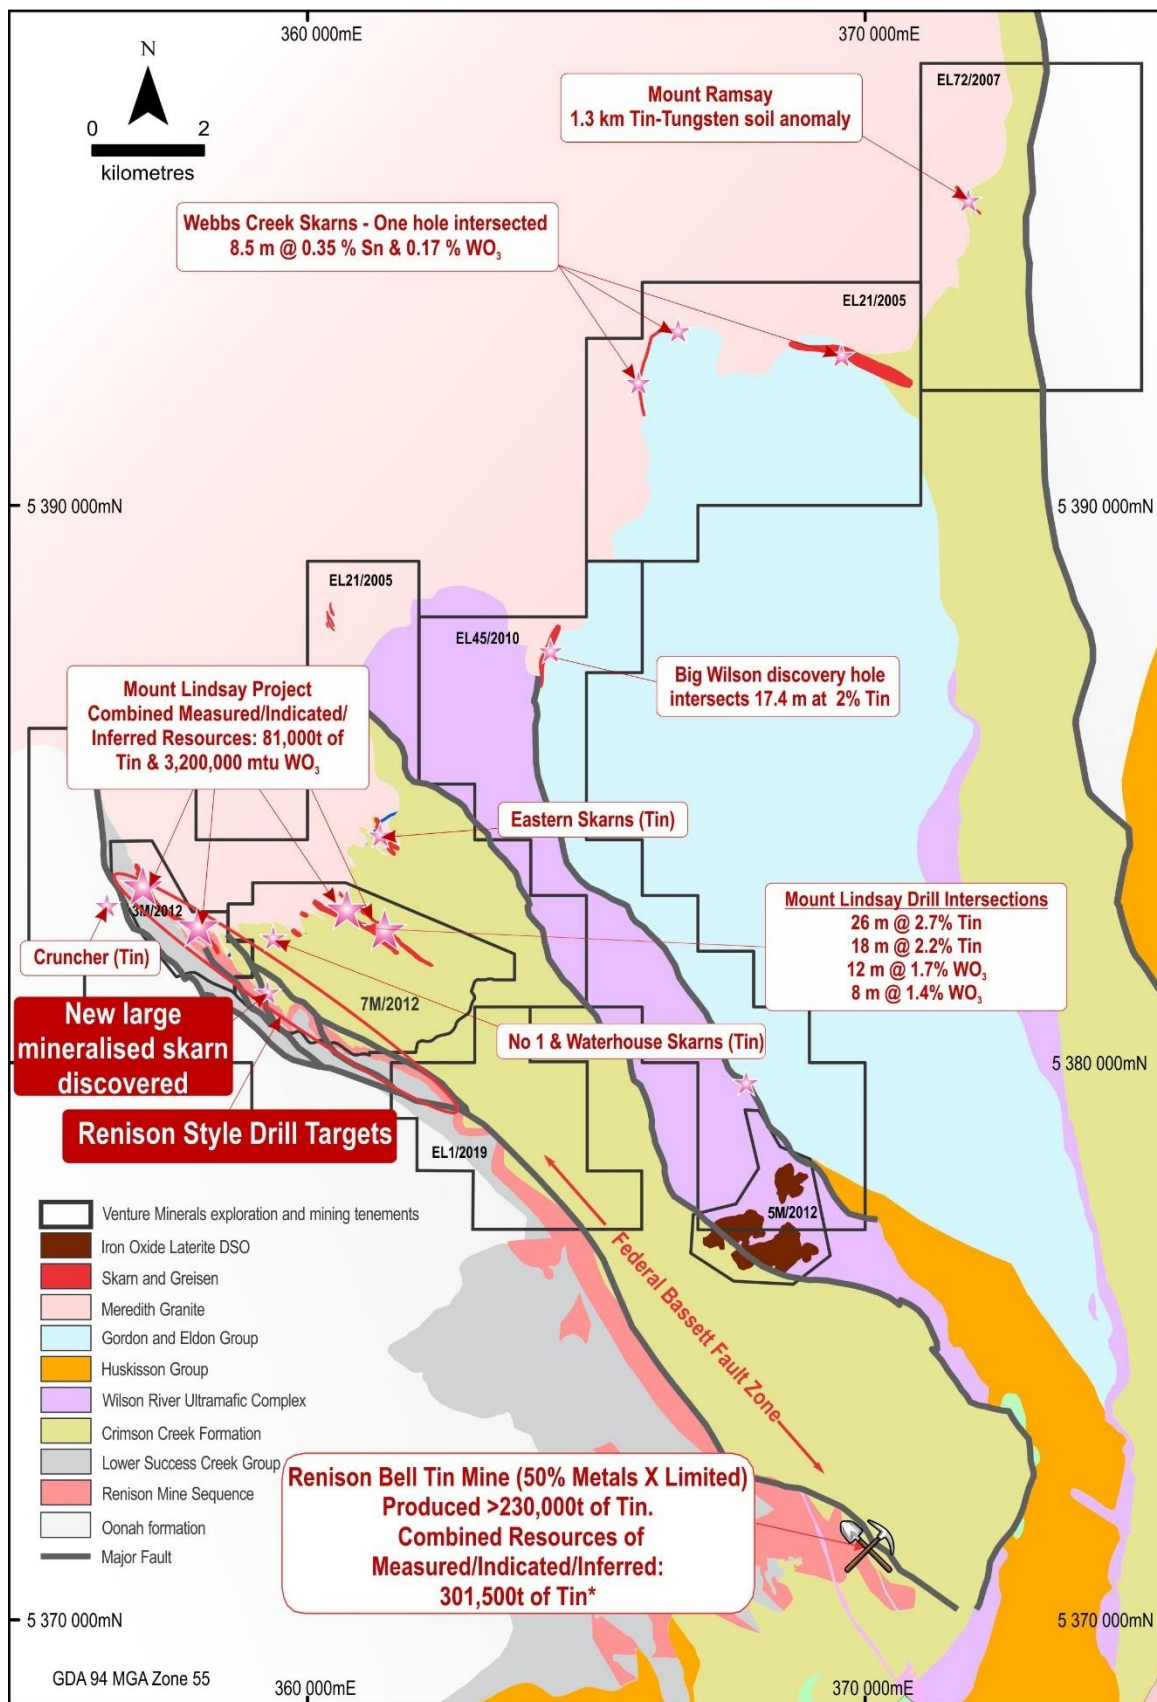 360 000mE
370 000mE
N
0 2
kilometres
EL72/2007
Mount Ramsay
1.3 km Tin-Tungsten soil anomaly
Webbs Creek Skarns - One hole intersected
8.5 m @ 0.35 % Sn & 0.17 % WO₃
EL21/2005
5 390 000mN
5 390 000mN
EL21/2005
EL45/2010
Big Wilson discovery hole
intersects 17.4 m at 2% Tin
Mount Lindsay Project
Combined Measured/Indicated/
Inferred Resources: 81,000t of
Tin & 3,200,000 mtu WO₃
Eastern Skarns (Tin)
3M/2012
Cruncher (Tin)
Mount Lindsay Drill Intersections
26 m @ 2.7% Tin
18 m @ 2.2% Tin
12 m @ 1.7% WO₃
8 m @ 1.4% WO₃
7M/2012
New large
mineralised skarn
discovered
No 1 & Waterhouse Skarns (Tin)
5 380 000mN
Renison Style Drill Targets
EL1/2019
5M/2012
Federal Bassett Fault Zone
Venture Minerals exploration and mining tenements
Iron Oxide Laterite DSO
Skarn and Greisen
Meredith Granite
Gordon and Eldon Group
Huskisson Group
Wilson River Ultramafic Complex
Crimson Creek Formation
Lower Success Creek Group
Renison Mine Sequence
Oonah formation
Major Fault
Renison Bell Tin Mine (50% Metals X Limited)
Produced >230,000t of Tin.
Combined Resources of
Measured/Indicated/Inferred:
301,500t of Tin*
5 370 000mN
5 370 000mN
GDA 94 MGA Zone 55
360 000mE
370 000mE